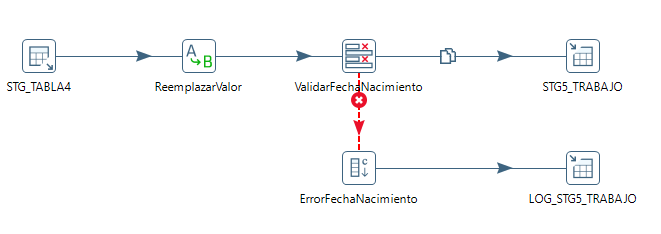 STG_TABLA4
ReemplazarValor
ValidarFechaNacimiento
STG5_TRABAJO
ErrorFechaNacimiento
LOG_STG5_TRABAJO